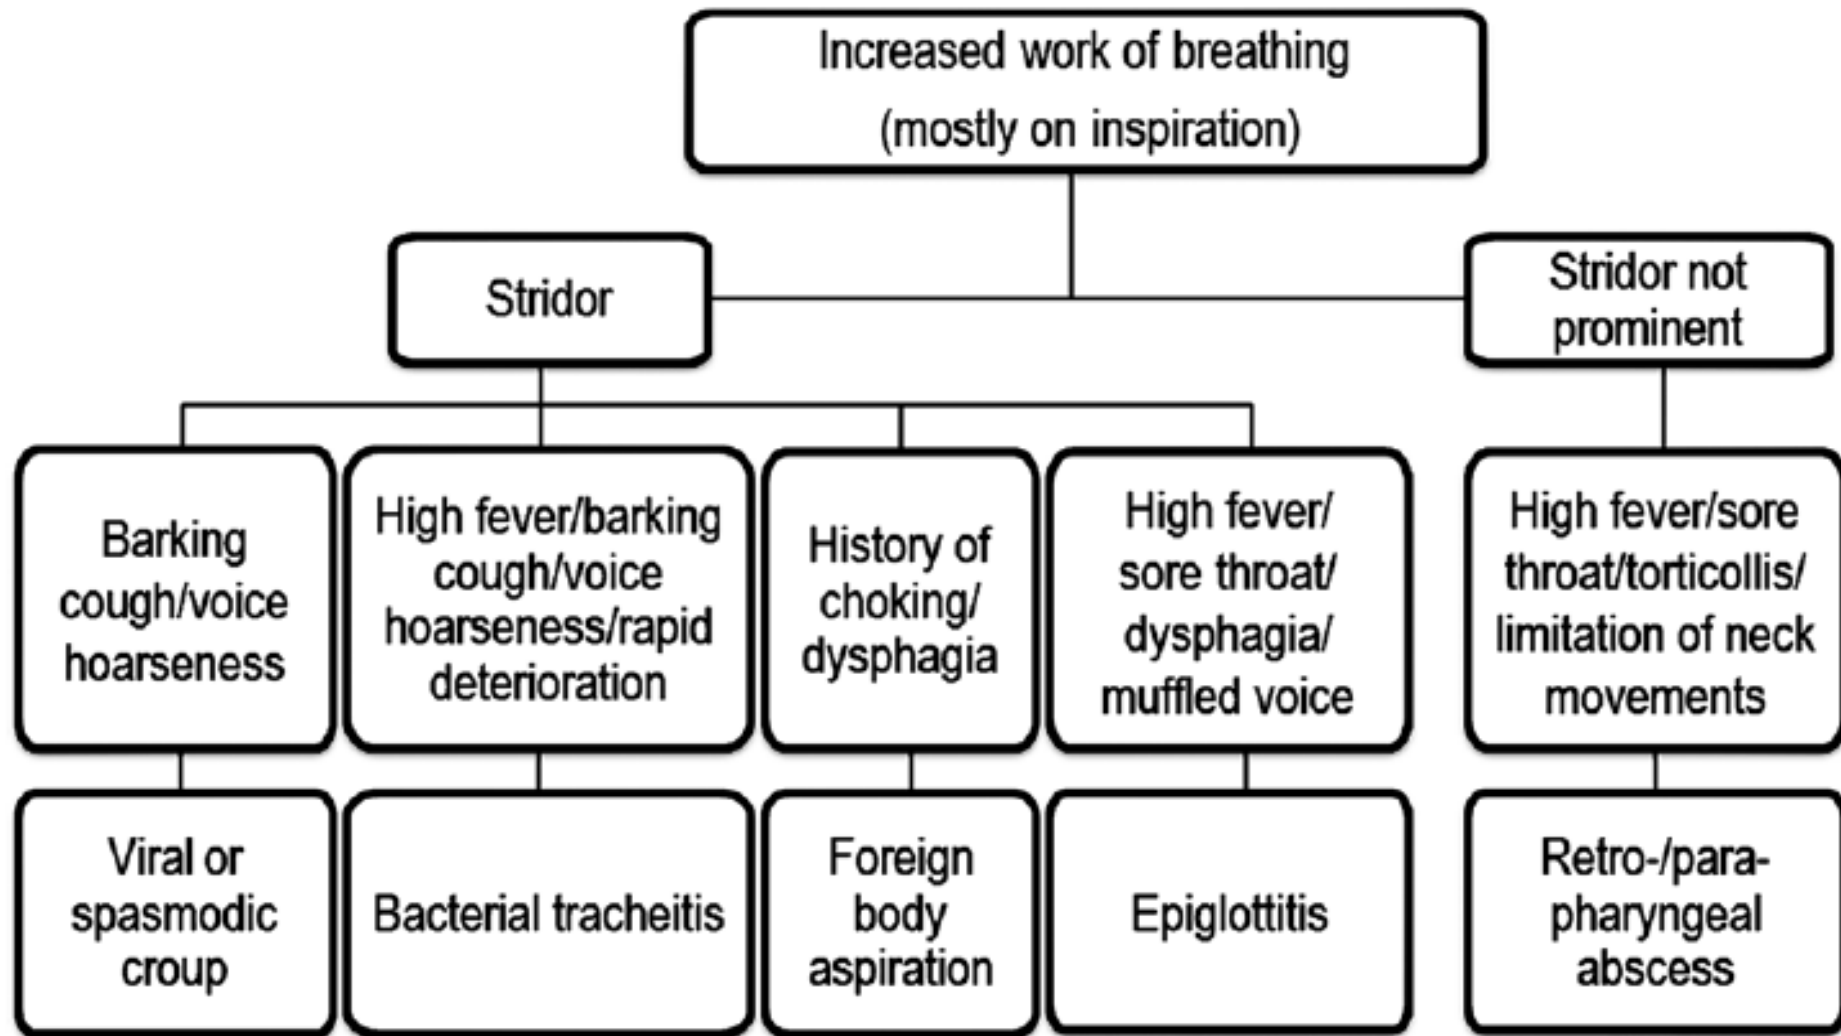 Increased work of breathing
(mostly on inspiration)
Stridor
Stridor not
prominent
Barking
cough/voice
hoarseness
High fever/barking
cough/voice
hoarseness/rapid
deterioration
History of
choking/
dysphagia
High fever/
sore throat/
dysphagia/
muffled voice
High fever/sore
throat/torticollis/
limitation of neck
movements
Viral or
spasmodic
croup
Bacterial tracheitis
Foreign
body
aspiration
Epiglottitis
Retro-/para-
pharyngeal
abscess